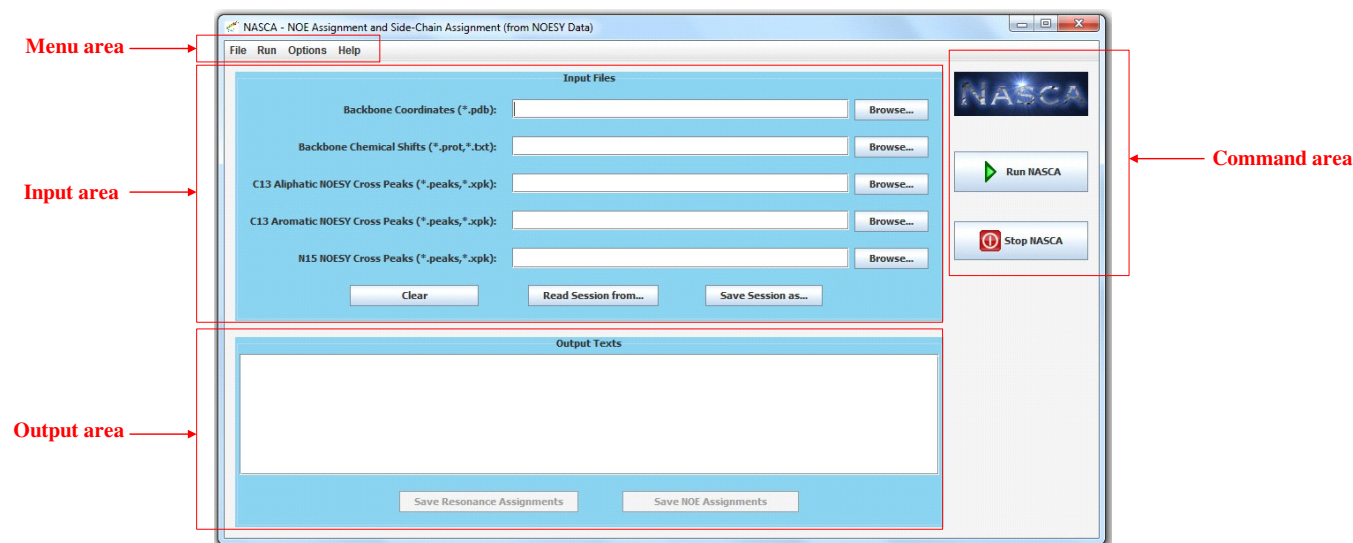 NASCA - NOE Assignment and Side-Chain Assignment (from NOESY Data)
Menu area
File Run Options Help
Input Files
NASCA
Backbone Coordinates (*.pdb):
Browse...
Backbone Chemical Shifts (*.prot,*.txt):
Browse...
Command area
Run NASCA
Input area
C13 Aliphatic NOESY Cross Peaks (*.peaks,*.xpk):
Browse...
C13 Aromatic NOESY Cross Peaks (*.peaks,*.xpk):
Browse...
Stop NASCA
N15 NOESY Cross Peaks (*.peaks,*.xpk):
Browse...
Clear
Read Session from...
Save Session as...
Output Texts
Output area
Save Resonance Assignments
Save NOE Assignments